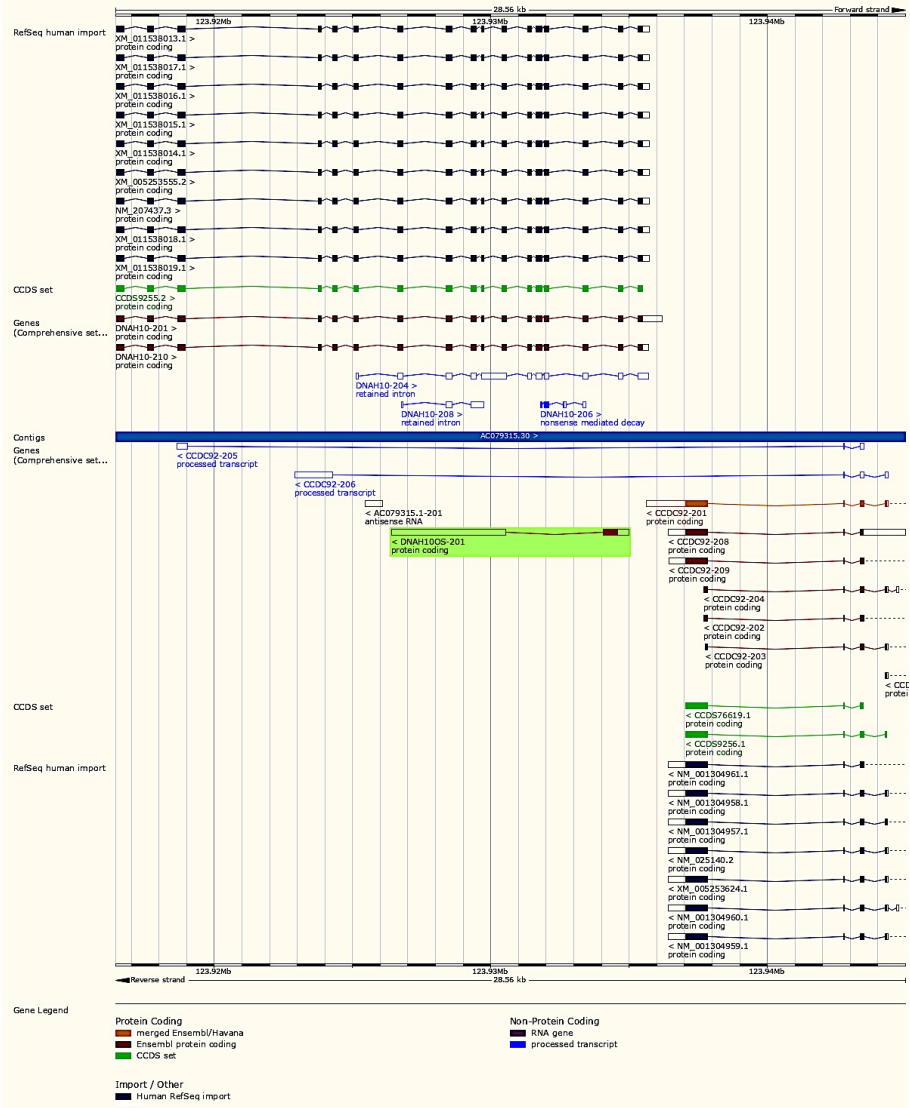 28.56 kb
Forward strand
123.92Mb 123.93Mb 123.94Mb
RefSeq human import
XM_011538013.1 >
protein coding
XM_011538017.1 >
protein coding
XM_011538016.1 >
protein coding
XM_011538015.1 >
protein coding
XM_011538014.1 >
protein coding
XM_005253555.2 >
protein coding
NM_207437.3 >
protein coding
XM_011538018.1 >
protein coding
XM_011538019.1 >
protein coding
CCDS set
CCDS9255.2 >
protein coding
Genes
(Comprehensive set...
DNAH10-201 >
protein coding
DNAH10-210 >
protein coding
DNAH10-204 >
retained intron
DNAH10-208 >
retained intron
DNAH10-206 >
nonsense mediated decay
Contigs
AC079315.30 >
Genes
(Comprehensive set...
< CCDC92-205
processed transcript
< CCDC92-206
processed transcript
< AC079315.1-201
antisense RNA
< CCDC92-201
protein coding
< DNAH10OS-201
protein coding
< CCDC92-208
protein coding
< CCDC92-209
protein coding
< CCDC92-204
protein coding
< CCDC92-202
protein coding
< CCDC92-203
protein coding
< CCD
protei
CCDS set
< CCDS76619.1
protein coding
< CCDS9256.1
protein coding
RefSeq human import
< NM_001304961.1
protein coding
< NM_001304958.1
protein coding
< NM_001304957.1
protein coding
< NM_025140.2
protein coding
< XM_005253624.1
protein coding
< NM_001304960.1
protein coding
< NM_001304959.1
protein coding
123.92Mb 123.93Mb 123.94Mb
Reverse strand
28.56 kb
Gene Legend
Protein Coding
merged Ensembl/Havana
Ensembl protein coding
CCDS set
Non-Protein Coding
RNA gene
processed transcript
Import / Other
Human RefSeq import